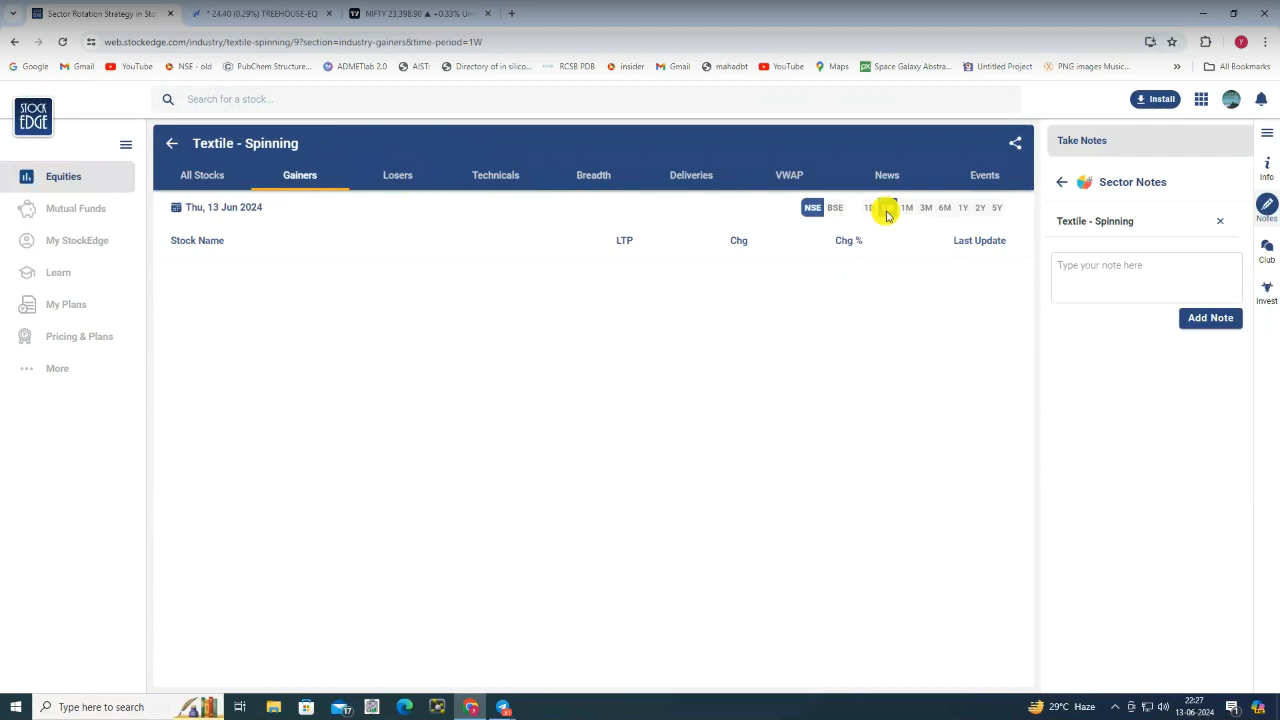 Sector Rotation Strategy in Stoc
* 24.40 (0.29%) TREEHOUSE-EQ
NIFTY 23,398.90 ▲ +0.33% Un
web.stockedge.com/industry/textile-spinning/9?section=industry-gainers&time-period=1W
Google
Gmail
YouTube
NSE - old
PubChem Structure...
ADMETlab 2.0
AIST:
Directory of in silico...
RCSB PDB
insider
Gmail
mahadbt
YouTube
Maps
Space Galaxy Abstra...
Untitled Project
PNG images Music...
»
All Bookmarks
STOCK
EDGE
Search for a stock...
Install
Equities
Mutual Funds
My StockEdge
Learn
My Plans
Pricing & Plans
More
Textile - Spinning
All Stocks
Gainers
Losers
Technicals
Breadth
Deliveries
VWAP
News
Events
Thu, 13 Jun 2024
NSE
BSE
1D
1M
3M
6M
1Y
2Y
5Y
Stock Name
LTP
Chg
Chg %
Last Update
Take Notes
Sector Notes
Textile - Spinning
Type your note here
Add Note
Info
Notes
Club
Invest
Type here to search
29°C Haze
22:27
13-06-2024